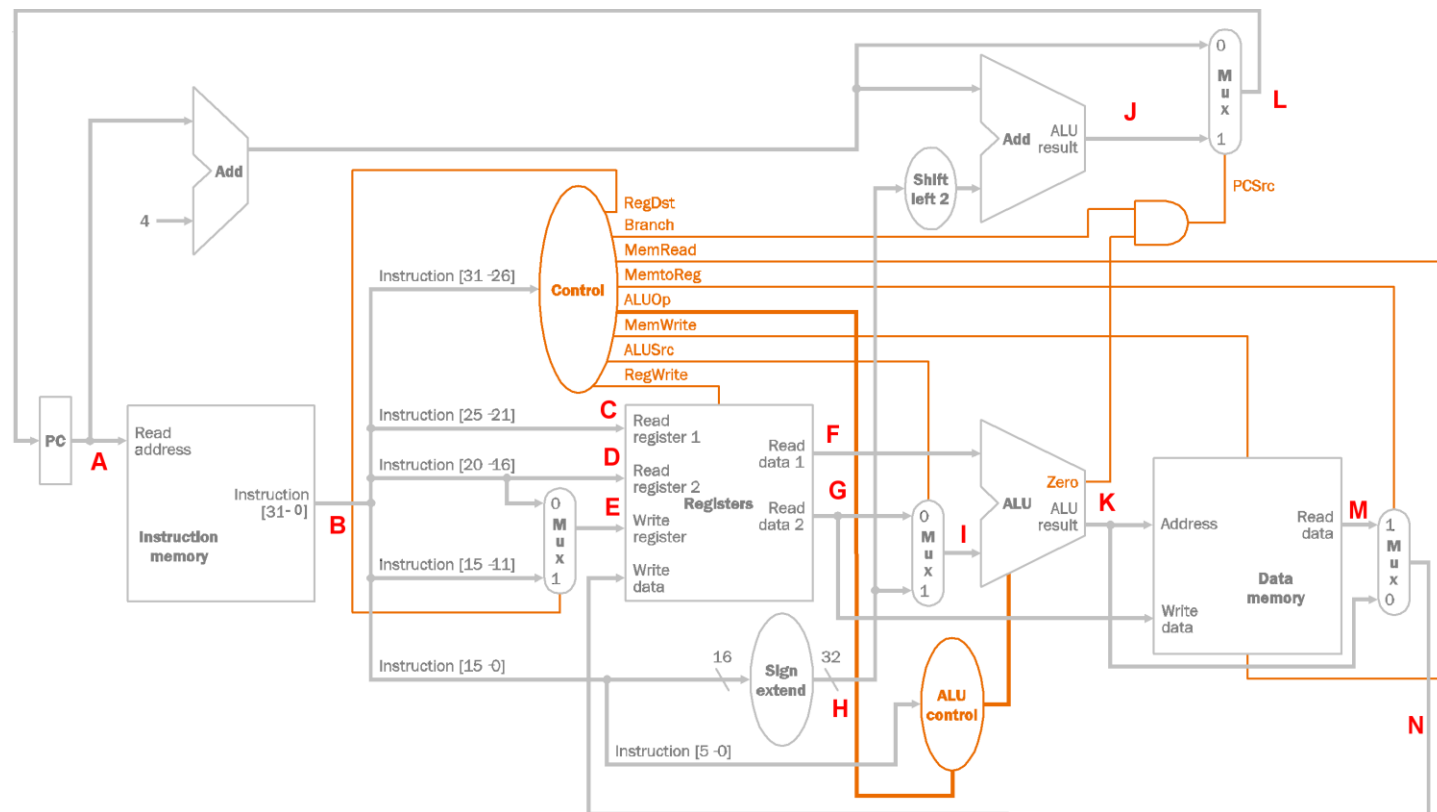 0
M
u
x
1
L
J
Add
ALU
result
Add
Shift
left 2
PCSrc
4
RegDst
Branch
MemRead
MemtoReg
ALUOp
MemWrite
ALUSrc
RegWrite
Control
Instruction [31-26]
PC
A
Read
address
Instruction
[31-0]
Instruction
memory
B
Instruction [25-21]
Instruction [20-16]
Instruction [15-11]
Instruction [15-0]
Instruction [5-0]
0
M
u
x
1
C
D
E
Read
register 1
Read
register 2
Write
register
Write
data
Registers
Read
data 1
Read
data 2
F
G
0
M
u
x
1
I
Zero
ALU
ALU
result
K
Address
Read
data
Data
memory
Write
data
M
1
M
u
x
0
16
Sign
extend
32
H
ALU
control
N